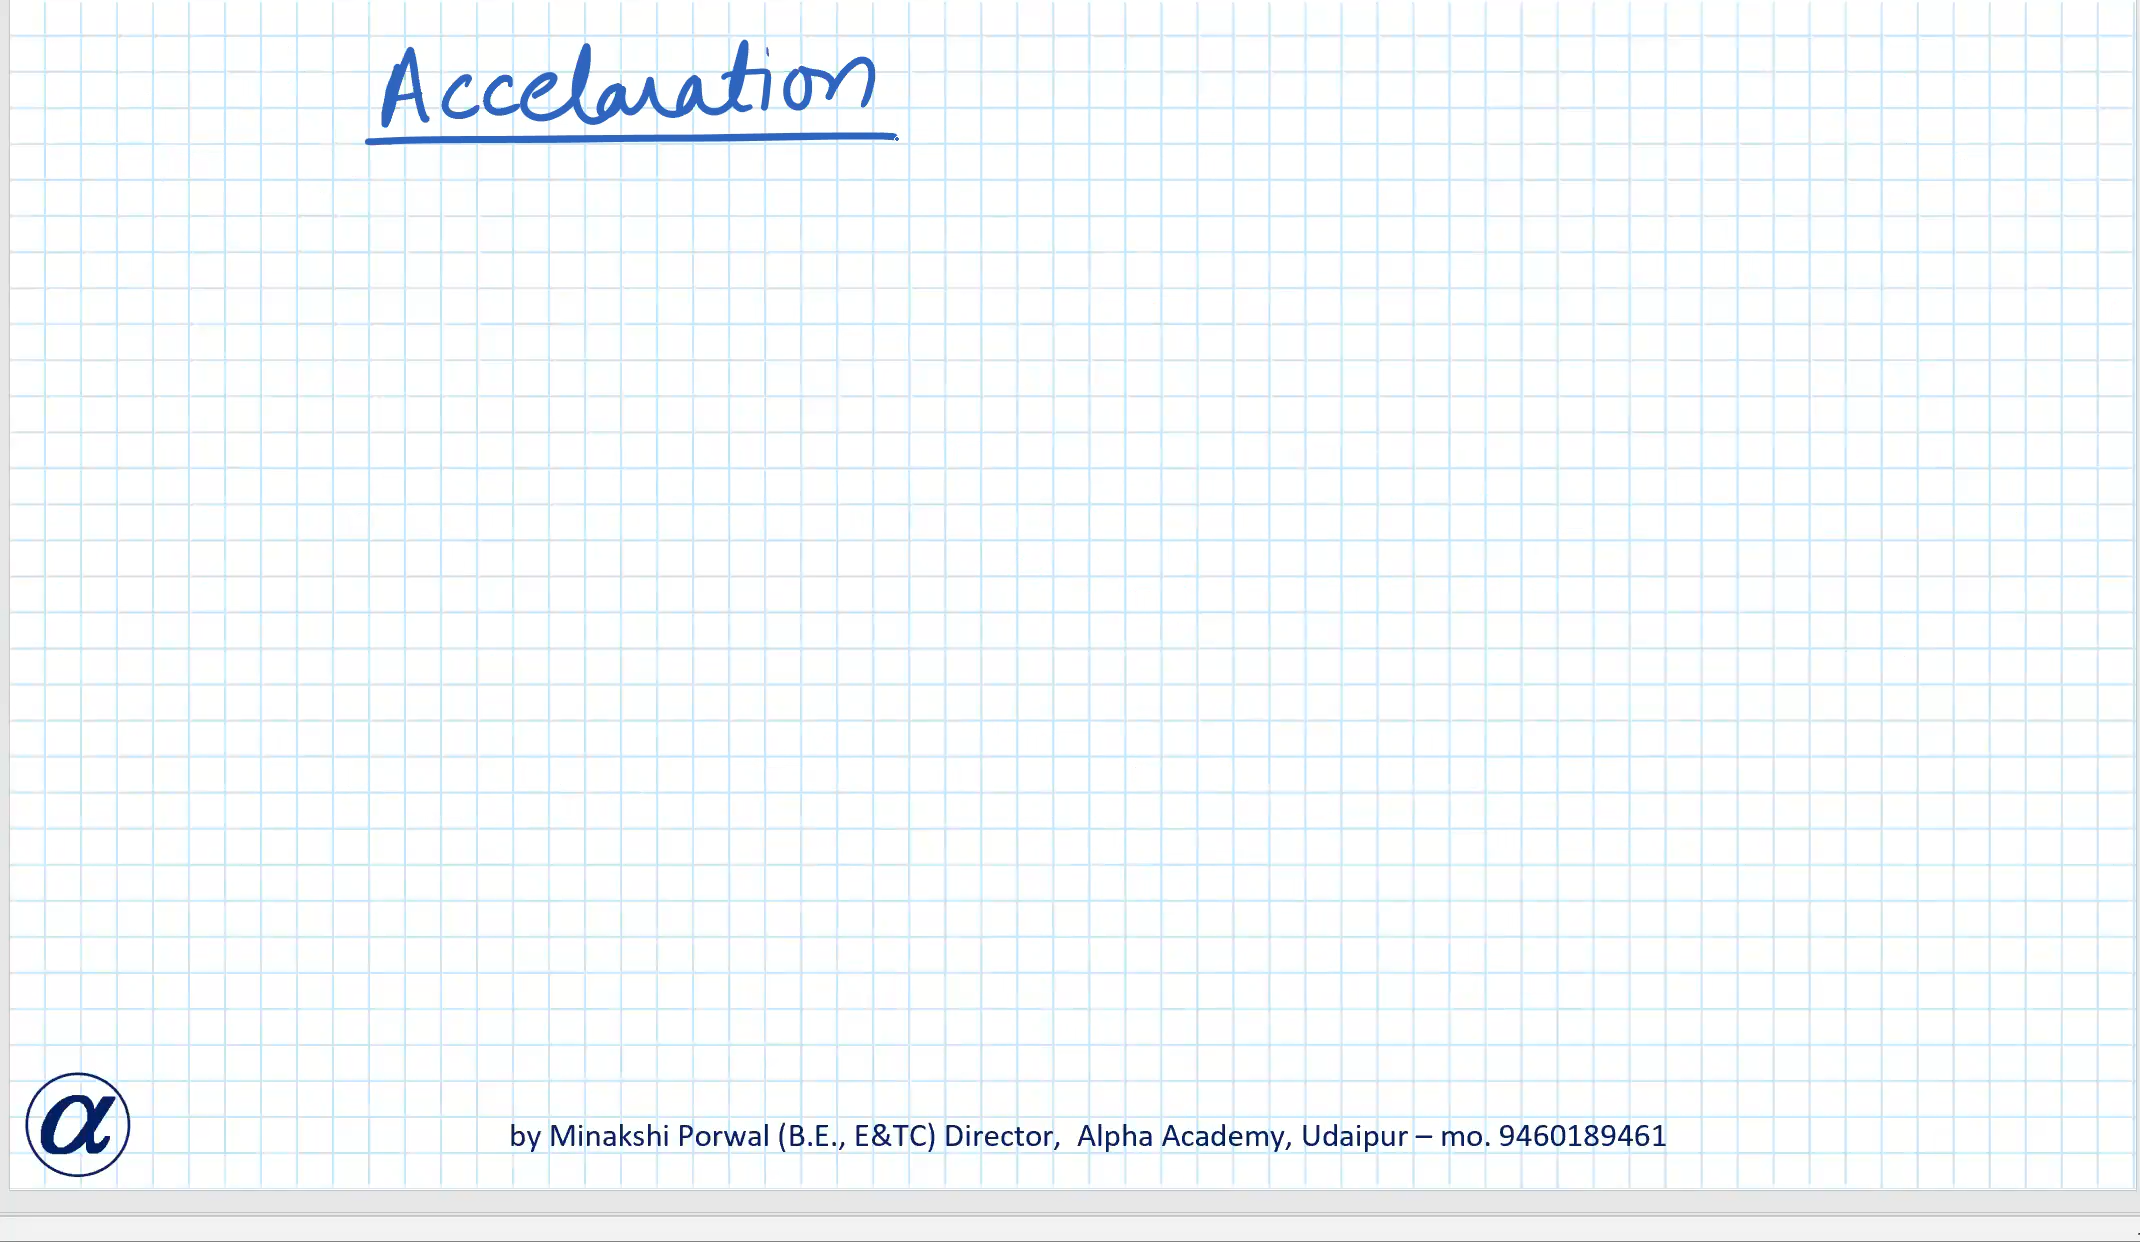 Accelaration
α
by Minakshi Porwal (B.E., E&TC) Director, Alpha Academy, Udaipur – mo. 9460189461